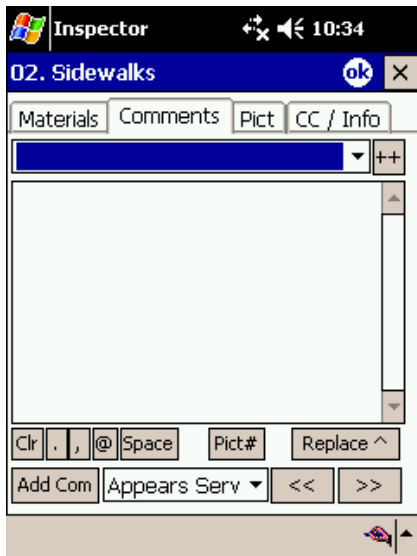 Inspector 10:34
02. Sidewalks ok
Materials Comments Pict CC / Info
++
Clr . , @ Space Pict# Replace ^
Add Com Appears Serv << >>